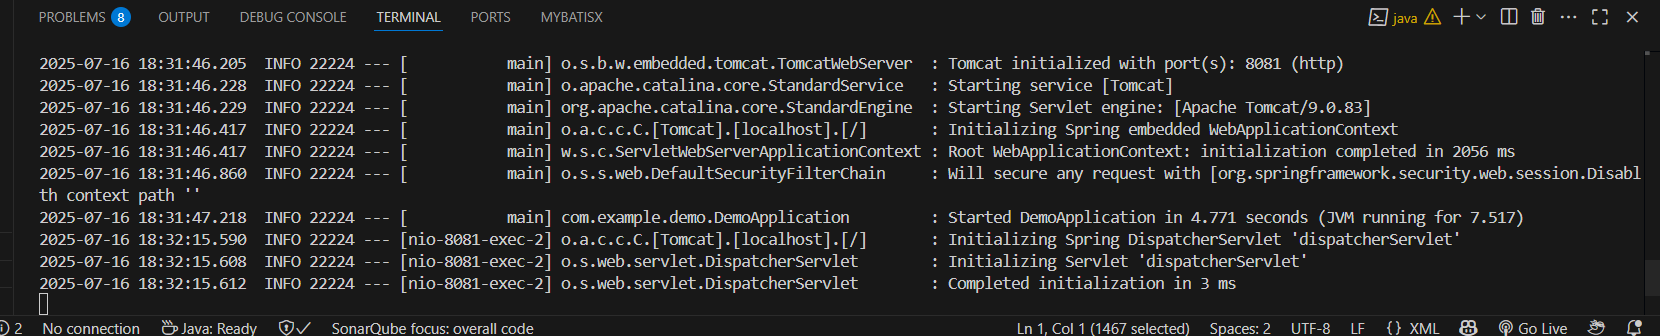 PROBLEMS 8 OUTPUT DEBUG CONSOLE TERMINAL PORTS MYBATISX java
2025-07-16 18:31:46.205  INFO 22224 --- [           main] o.s.b.w.embedded.tomcat.TomcatWebServer  : Tomcat initialized with port(s): 8081 (http)
2025-07-16 18:31:46.228  INFO 22224 --- [           main] o.apache.catalina.core.StandardService   : Starting service [Tomcat]
2025-07-16 18:31:46.229  INFO 22224 --- [           main] org.apache.catalina.core.StandardEngine  : Starting Servlet engine: [Apache Tomcat/9.0.83]
2025-07-16 18:31:46.417  INFO 22224 --- [           main] o.a.c.c.C.[Tomcat].[localhost].[/]       : Initializing Spring embedded WebApplicationContext
2025-07-16 18:31:46.417  INFO 22224 --- [           main] w.s.c.ServletWebServerApplicationContext : Root WebApplicationContext: initialization completed in 2056 ms
2025-07-16 18:31:46.860  INFO 22224 --- [           main] o.s.s.web.DefaultSecurityFilterChain     : Will secure any request with [org.springframework.security.web.session.Disabl
th context path ''
2025-07-16 18:31:47.218  INFO 22224 --- [           main] com.example.demo.DemoApplication         : Started DemoApplication in 4.771 seconds (JVM running for 7.517)
2025-07-16 18:32:15.590  INFO 22224 --- [nio-8081-exec-2] o.a.c.c.C.[Tomcat].[localhost].[/]       : Initializing Spring DispatcherServlet 'dispatcherServlet'
2025-07-16 18:32:15.608  INFO 22224 --- [nio-8081-exec-2] o.s.web.servlet.DispatcherServlet        : Initializing Servlet 'dispatcherServlet'
2025-07-16 18:32:15.612  INFO 22224 --- [nio-8081-exec-2] o.s.web.servlet.DispatcherServlet        : Completed initialization in 3 ms
2 No connection Java: Ready SonarQube focus: overall code Ln 1, Col 1 (1467 selected) Spaces: 2 UTF-8 LF {} XML Go Live